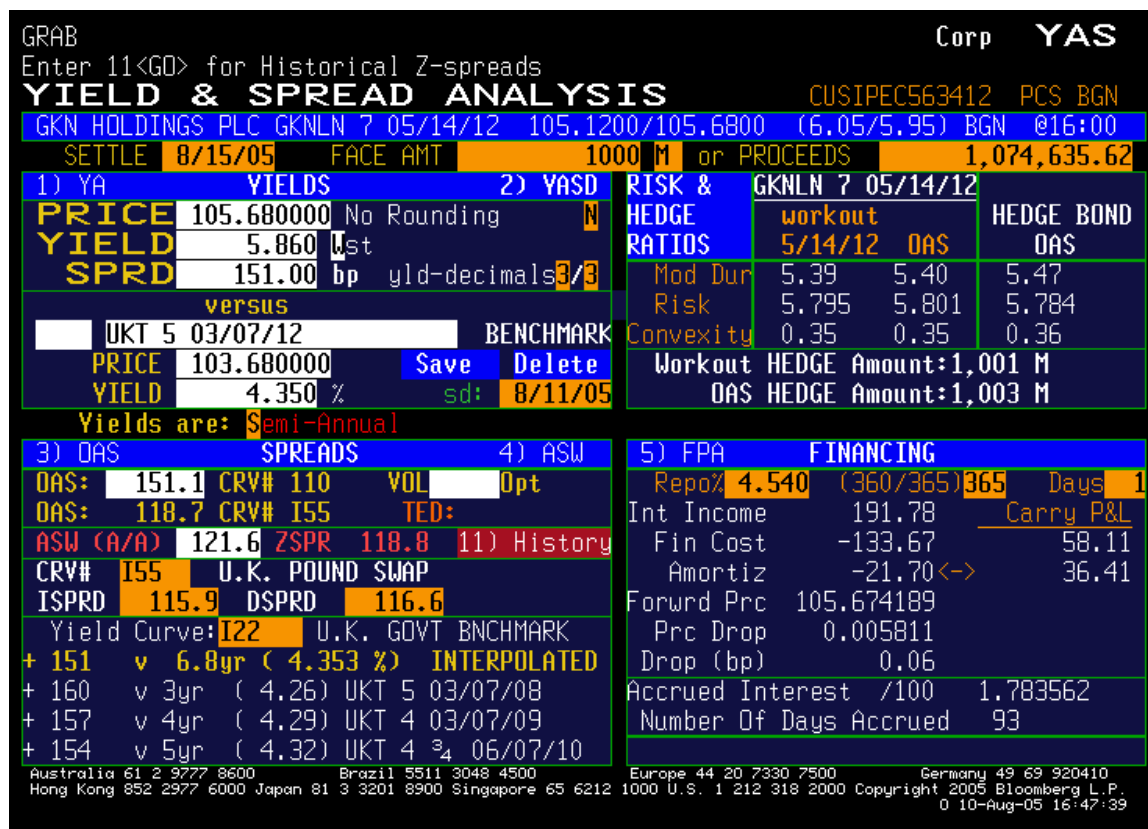 GRAB Corp YAS
Enter 11<GO> for Historical Z-spreads
YIELD & SPREAD ANALYSIS CUSIPEC563412 PCS BGN
GKN HOLDINGS PLC GKNLN 7 05/14/12 105.1200/105.6800 (6.05/5.95) BGN @16:00
SETTLE 8/15/05 FACE AMT 1000 M or PROCEEDS 1,074,635.62
1) YA YIELDS 2) YASD
PRICE 105.680000 No Rounding N
YIELD 5.860 Wst
SPRD 151.00 bp yld-decimals3/3
versus
UKT 5 03/07/12 BENCHMARK
PRICE 103.680000 Save Delete
YIELD 4.350 % sd: 8/11/05
Yields are: Semi-Annual
RISK & GKNLN 7 05/14/12
HEDGE workout HEDGE BOND
RATIOS 5/14/12 OAS OAS
Mod Dur 5.39 5.40 5.47
Risk 5.795 5.801 5.784
Convexity 0.35 0.35 0.36
Workout HEDGE Amount:1,001 M
OAS HEDGE Amount:1,003 M
3) OAS SPREADS 4) ASW
OAS: 151.1 CRV# 110 VOL Opt
OAS: 118.7 CRV# I55 TED:
ASW (A/A) 121.6 ZSPR 118.8 11) History
CRV# I55 U.K. POUND SWAP
ISPRD 115.9 DSPRD 116.6
Yield Curve:I22 U.K. GOVT BNCHMARK
+ 151 v 6.8yr ( 4.353 %) INTERPOLATED
+ 160 v 3yr ( 4.26) UKT 5 03/07/08
+ 157 v 4yr ( 4.29) UKT 4 03/07/09
+ 154 v 5yr ( 4.32) UKT 4 ¾ 06/07/10
5) FPA FINANCING
Repo% 4.540 (360/365)365 Days 1
Int Income 191.78 Carry P&L
Fin Cost -133.67 58.11
Amortiz -21.70<-> 36.41
Forwrd Prc 105.674189
Prc Drop 0.005811
Drop (bp) 0.06
Accrued Interest /100 1.783562
Number Of Days Accrued 93
Australia 61 2 9777 8600 Brazil 5511 3048 4500 Europe 44 20 7330 7500 Germany 49 69 920410
Hong Kong 852 2977 6000 Japan 81 3 3201 8900 Singapore 65 6212 1000 U.S. 1 212 318 2000 Copyright 2005 Bloomberg L.P.
0 10-Aug-05 16:47:39